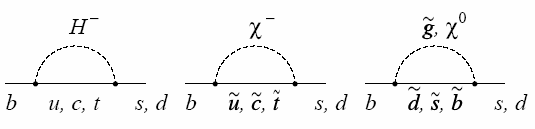 H⁻ χ⁻ g̃, χ⁰
b u, c, t s, d b ũ, c̃, t̃ s, d b d̃, s̃, b̃ s, d